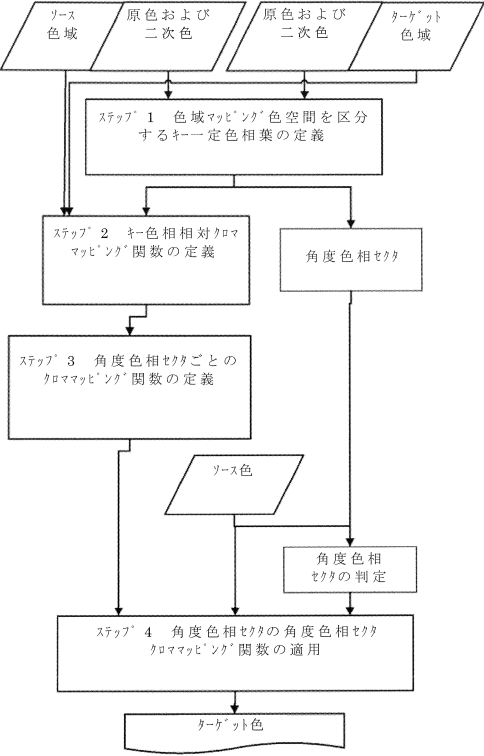 ｿｰｽ
色域
原色および
二次色
原色および
二次色
ﾀｰｹﾞｯﾄ
色域
ｽﾃｯﾌﾟ1　色域ﾏｯﾋﾟﾝｸﾞ色空間を区分
するｷｰ一定色相葉の定義
ｽﾃｯﾌﾟ2　ｷｰ色相相対ｸﾛﾏ
ﾏｯﾋﾟﾝｸﾞ関数の定義
角度色相ｾｸﾀ
ｽﾃｯﾌﾟ3　角度色相ｾｸﾀごとの
ｸﾛﾏﾏｯﾋﾟﾝｸﾞ関数の定義
ｿｰｽ色
角度色相
ｾｸﾀの判定
ｽﾃｯﾌﾟ4　角度色相ｾｸﾀの角度色相ｾｸﾀ
ｸﾛﾏﾏｯﾋﾟﾝｸﾞ関数の適用
ﾀｰｹﾞｯﾄ色